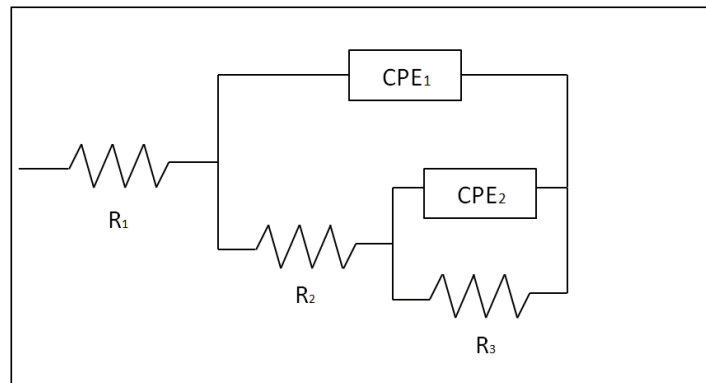 CPE₁
CPE₂
R₁
R₂
R₃